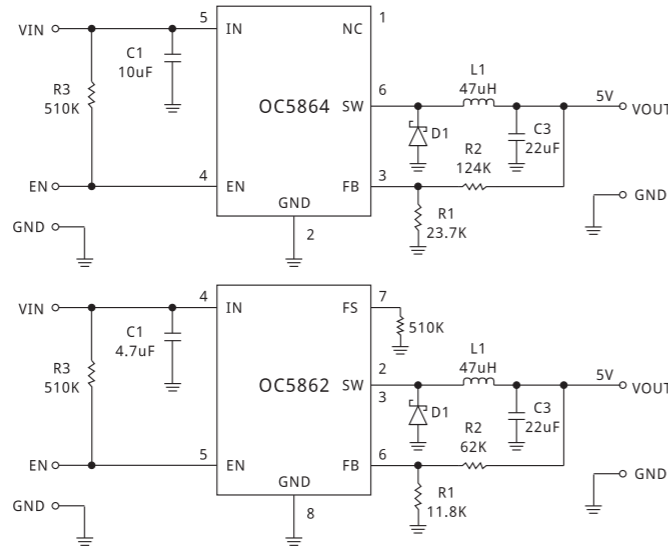 VIN
5
IN
NC
1
C1
10uF
R3
510K
OC5864
6
SW
L1
47uH
5V
VOUT
D1
C3
22uF
R2
124K
EN
4
EN
FB
3
GND
2
R1
23.7K
GND
GND
VIN
4
IN
FS
7
510K
C1
4.7uF
R3
510K
OC5862
2
SW
3
L1
47uH
5V
VOUT
D1
C3
22uF
R2
62K
EN
5
EN
FB
6
GND
8
R1
11.8K
GND
GND